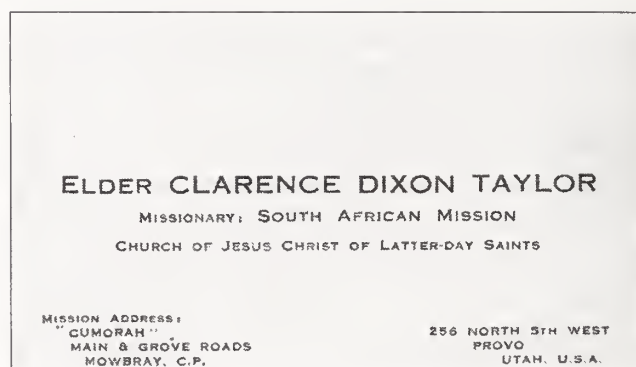 ELDER CLARENCE DIXON TAYLOR
MISSIONARY: SOUTH AFRICAN MISSION
CHURCH OF JESUS CHRIST OF LATTER-DAY SAINTS
MISSION ADDRESS:
"CUMORAH"
MAIN & GROVE ROADS
MOWBRAY, C.P.
256 NORTH 5TH WEST
PROVO
UTAH, U.S.A.